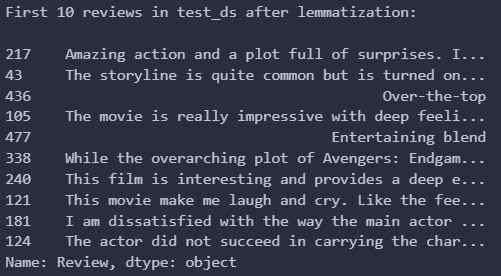 First 10 reviews in test_ds after lemmatization:
217 Amazing action and a plot full of surprises. I...
43 The storyline is quite common but is turned on...
436 Over-the-top
105 The movie is really impressive with deep feeli...
477 Entertaining blend
338 While the overarching plot of Avengers: Endgam...
240 This film is interesting and provides a deep e...
121 This movie make me laugh and cry. Like the fee...
181 I am dissatisfied with the way the main actor ...
124 The actor did not succeed in carrying the char...
Name: Review, dtype: object